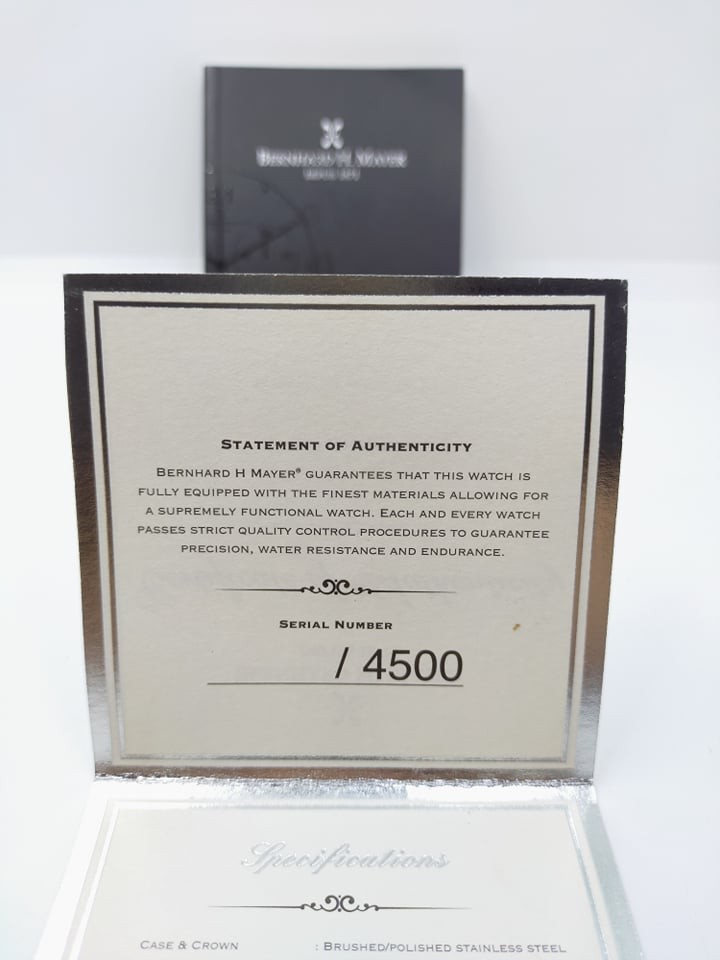 BERNHARD H. MAYER
STATEMENT OF AUTHENTICITY
BERNHARD H MAYER® GUARANTEES THAT THIS WATCH IS
FULLY EQUIPPED WITH THE FINEST MATERIALS ALLOWING FOR
A SUPREMELY FUNCTIONAL WATCH. EACH AND EVERY WATCH
PASSES STRICT QUALITY CONTROL PROCEDURES TO GUARANTEE
PRECISION, WATER RESISTANCE AND ENDURANCE.
SERIAL NUMBER
/ 4500
Specifications
CASE & CROWN : BRUSHED/POLISHED STAINLESS STEEL